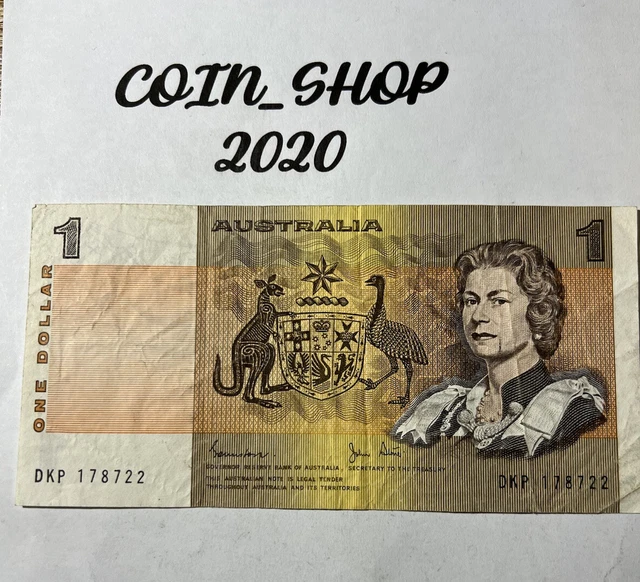 COIN_SHOP
2020
1
AUSTRALIA
1
ONE DOLLAR
GOVERNOR RESERVE BANK OF AUSTRALIA, SECRETARY TO THE TREASURY
THIS AUSTRALIAN NOTE IS LEGAL TENDER
THROUGHOUT AUSTRALIA AND ITS TERRITORIES
DKP 178722
DKP 178722